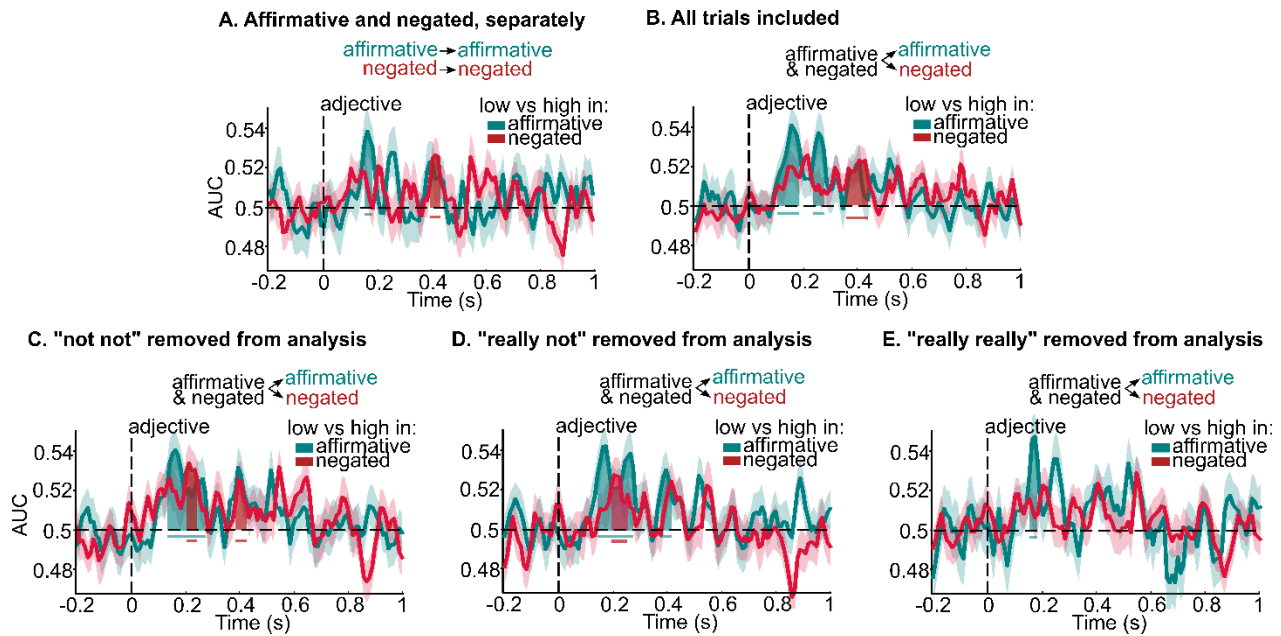 A. Affirmative and negated, separately
affirmative → affirmative
negated → negated
adjective
low vs high in:
affirmative
negated
AUC
0.54
0.52
0.5
0.48
-0.2 0 0.2 0.4 0.6 0.8 1
Time (s)
B. All trials included
affirmative
& negated
affirmative
negated
adjective
low vs high in:
affirmative
negated
0.54
0.52
0.5
0.48
-0.2 0 0.2 0.4 0.6 0.8 1
Time (s)
C. "not not" removed from analysis
affirmative
& negated
affirmative
negated
adjective
low vs high in:
affirmative
negated
AUC
0.54
0.52
0.5
0.48
-0.2 0 0.2 0.4 0.6 0.8 1
Time (s)
D. "really not" removed from analysis
affirmative
& negated
affirmative
negated
adjective
low vs high in:
affirmative
negated
0.54
0.52
0.5
0.48
-0.2 0 0.2 0.4 0.6 0.8 1
Time (s)
E. "really really" removed from analysis
affirmative
& negated
affirmative
negated
adjective
low vs high in:
affirmative
negated
0.54
0.52
0.5
0.48
-0.2 0 0.2 0.4 0.6 0.8 1
Time (s)